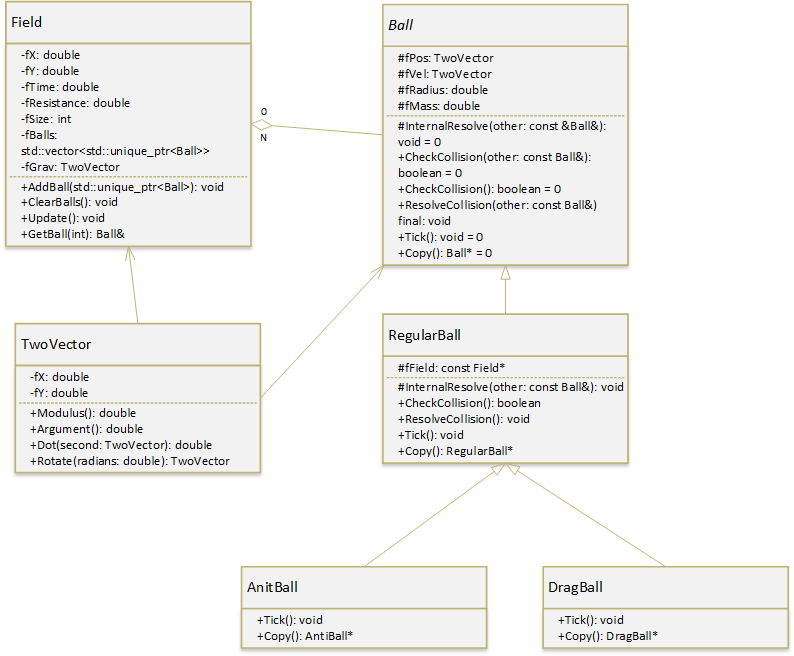 Field
-fX: double
-fY: double
-fTime: double
-fResistance: double
-fSize: int
-fBalls:
std::vector<std::unique_ptr<Ball>>
-fGrav: TwoVector
+AddBall(std::unique_ptr<Ball>): void
+ClearBalls(): void
+Update(): void
+GetBall(int): Ball&
0
N
Ball
#fPos: TwoVector
#fVel: TwoVector
#fRadius: double
#fMass: double
#InternalResolve(other: const &Ball&):
void = 0
+CheckCollision(other: const Ball&):
boolean = 0
+CheckCollision(): boolean = 0
+ResolveCollision(other: const Ball&)
final: void
+Tick(): void = 0
+Copy(): Ball* = 0
TwoVector
-fX: double
-fY: double
+Modulus(): double
+Argument(): double
+Dot(second: TwoVector): double
+Rotate(radians: double): TwoVector
RegularBall
#fField: const Field*
#InternalResolve(other: const Ball&): void
+CheckCollision(): boolean
+ResolveCollision(): void
+Tick(): void
+Copy(): RegularBall*
AnitBall
+Tick(): void
+Copy(): AntiBall*
DragBall
+Tick(): void
+Copy(): DragBall*